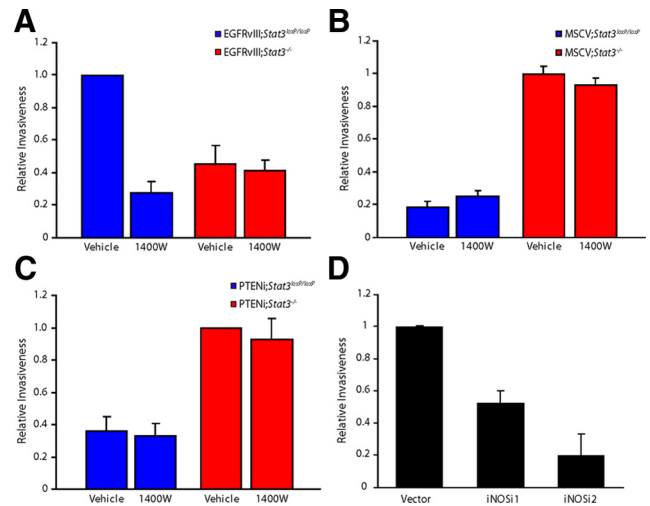 A
EGFRvIII;Stat3loxP/loxP
EGFRvIII;Stat3-/-
Relative Invasiveness
1.2
1.0
0.8
0.6
0.4
0.2
0
Vehicle 1400W Vehicle 1400W
B
MSCV;Stat3loxP/loxP
MSCV;Stat3-/-
Relative Invasiveness
1.2
1
0.8
0.6
0.4
0.2
0
Vehicle 1400W Vehicle 1400W
C
PTENi;Stat3loxP/loxP
PTENi;Stat3-/-
Relative Invasiveness
1.2
1.0
0.8
0.6
0.4
0.2
0
Vehicle 1400W Vehicle 1400W
D
Relative Invasiveness
1.2
1
0.8
0.6
0.4
0.2
0
Vector iNOSi1 iNOSi2